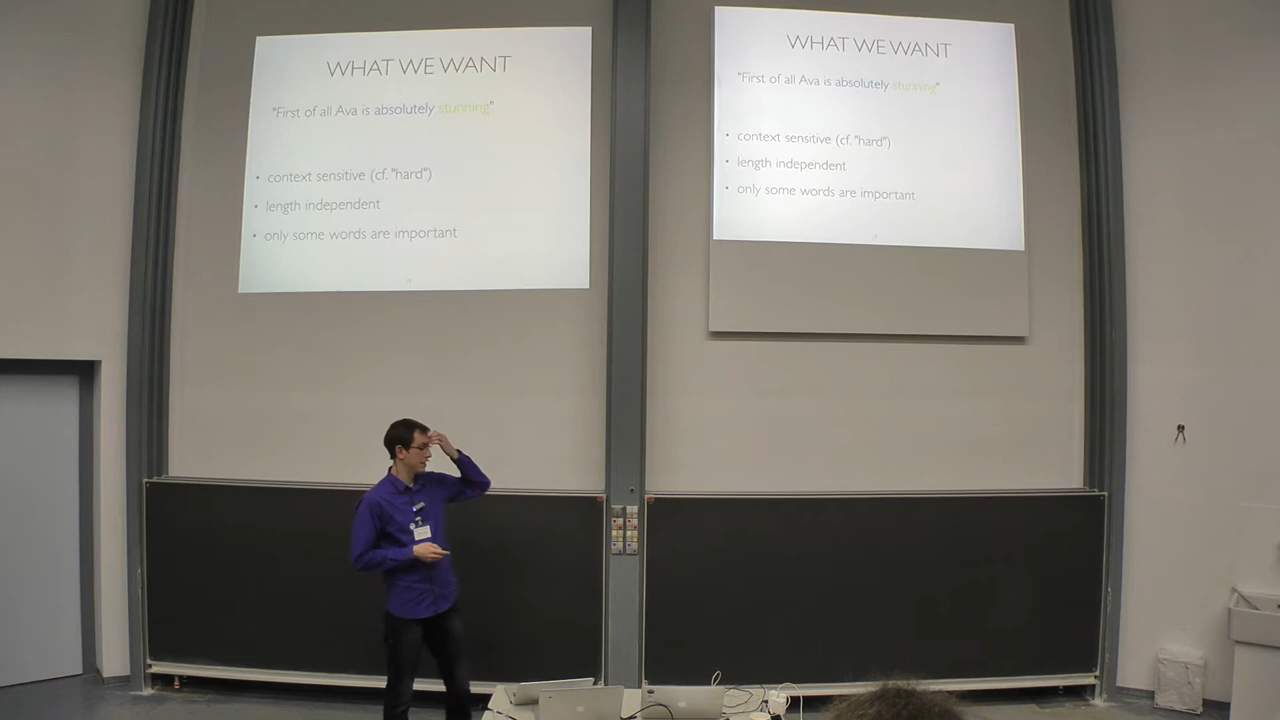 WHAT WE WANT
"First of all Ava is absolutely stunning"
• context sensitive (cf. "hard")
• length independent
• only some words are important
WHAT WE WANT
"First of all Ava is absolutely stunning"
• context sensitive (cf. "hard")
• length independent
• only some words are important